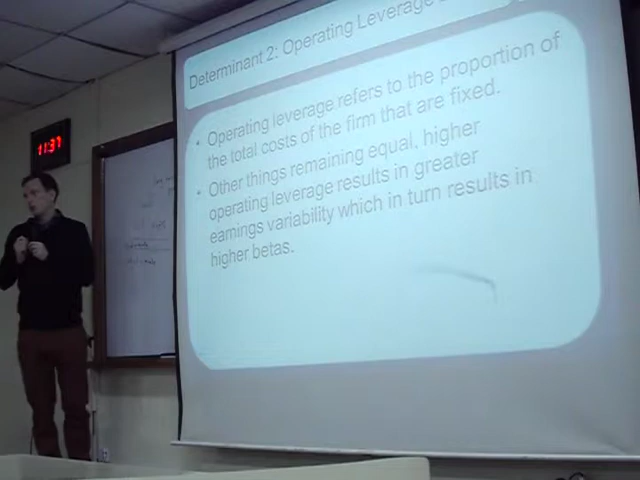 Determinant 2: Operating Leverage
• Operating leverage refers to the proportion of
the total costs of the firm that are fixed.
• Other things remaining equal, higher
operating leverage results in greater
earnings variability which in turn results in
higher betas.
11:37